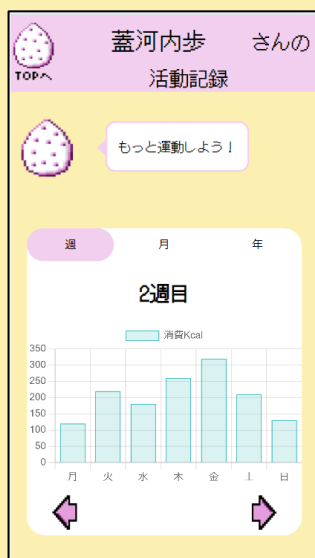 蓋河内歩 さんの
TOPへ
活動記録
もっと運動しよう！
週 月 年
2週目
消費Kcal
350
300
250
200
150
100
50
0
月 火 水 木 金 土 日